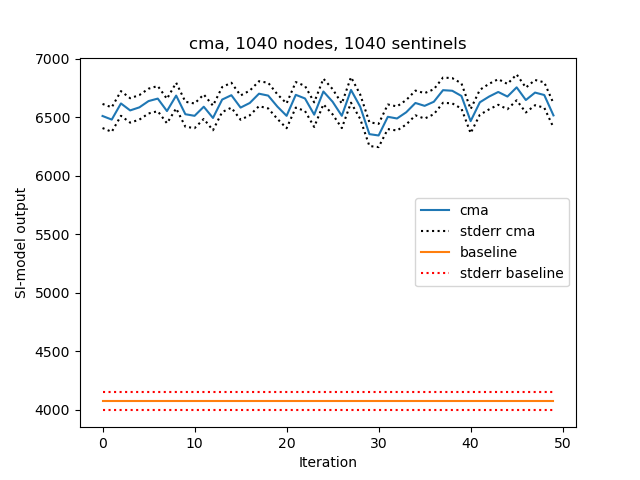 cma, 1040 nodes, 1040 sentinels
7000
6500
6000
5500
5000
4500
4000
SI-model output
cma
stderr cma
baseline
stderr baseline
0
10
20
30
40
50
Iteration